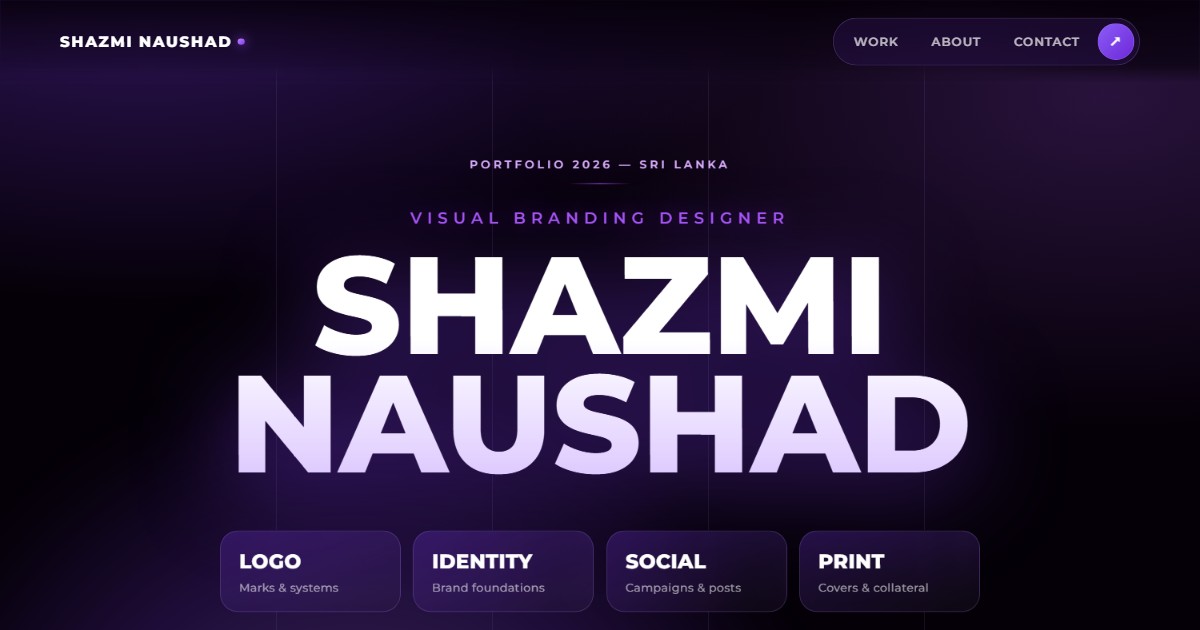 SHAZMI NAUSHAD
WORK ABOUT CONTACT ↗
PORTFOLIO 2026 — SRI LANKA
VISUAL BRANDING DESIGNER
SHAZMI
NAUSHAD
LOGO
Marks & systems
IDENTITY
Brand foundations
SOCIAL
Campaigns & posts
PRINT
Covers & collateral